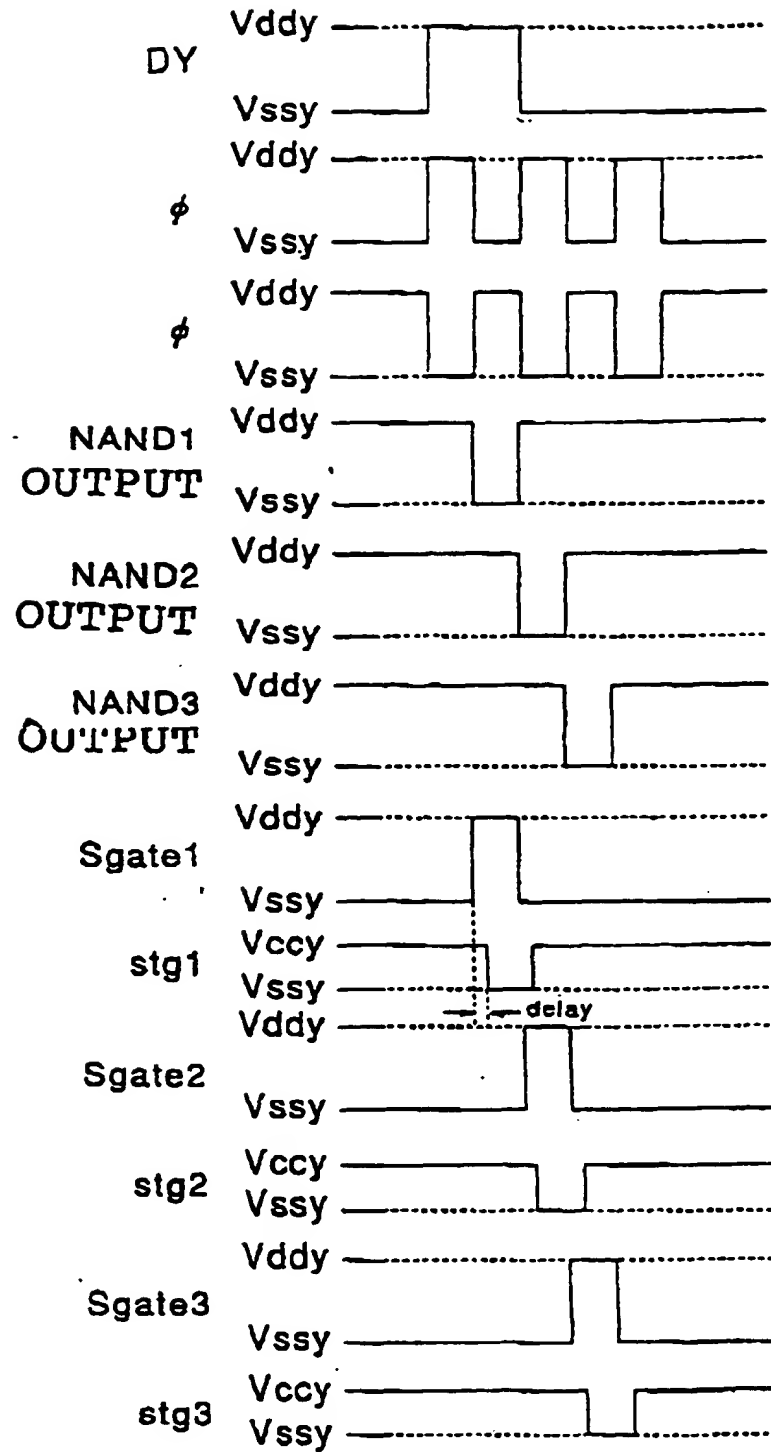 Vddy
DY
Vssy
Vddy
ϕ
Vssy
Vddy
ϕ
Vssy
Vddy
NAND1
OUTPUT
Vssy
Vddy
NAND2
OUTPUT
Vssy
Vddy
NAND3
OUTPUT
Vssy
Vddy
Sgate1
Vssy
Vccy
stg1
Vssy
delay
Vddy
Sgate2
Vssy
Vccy
stg2
Vssy
Vddy
Sgate3
Vssy
Vccy
stg3
Vssy